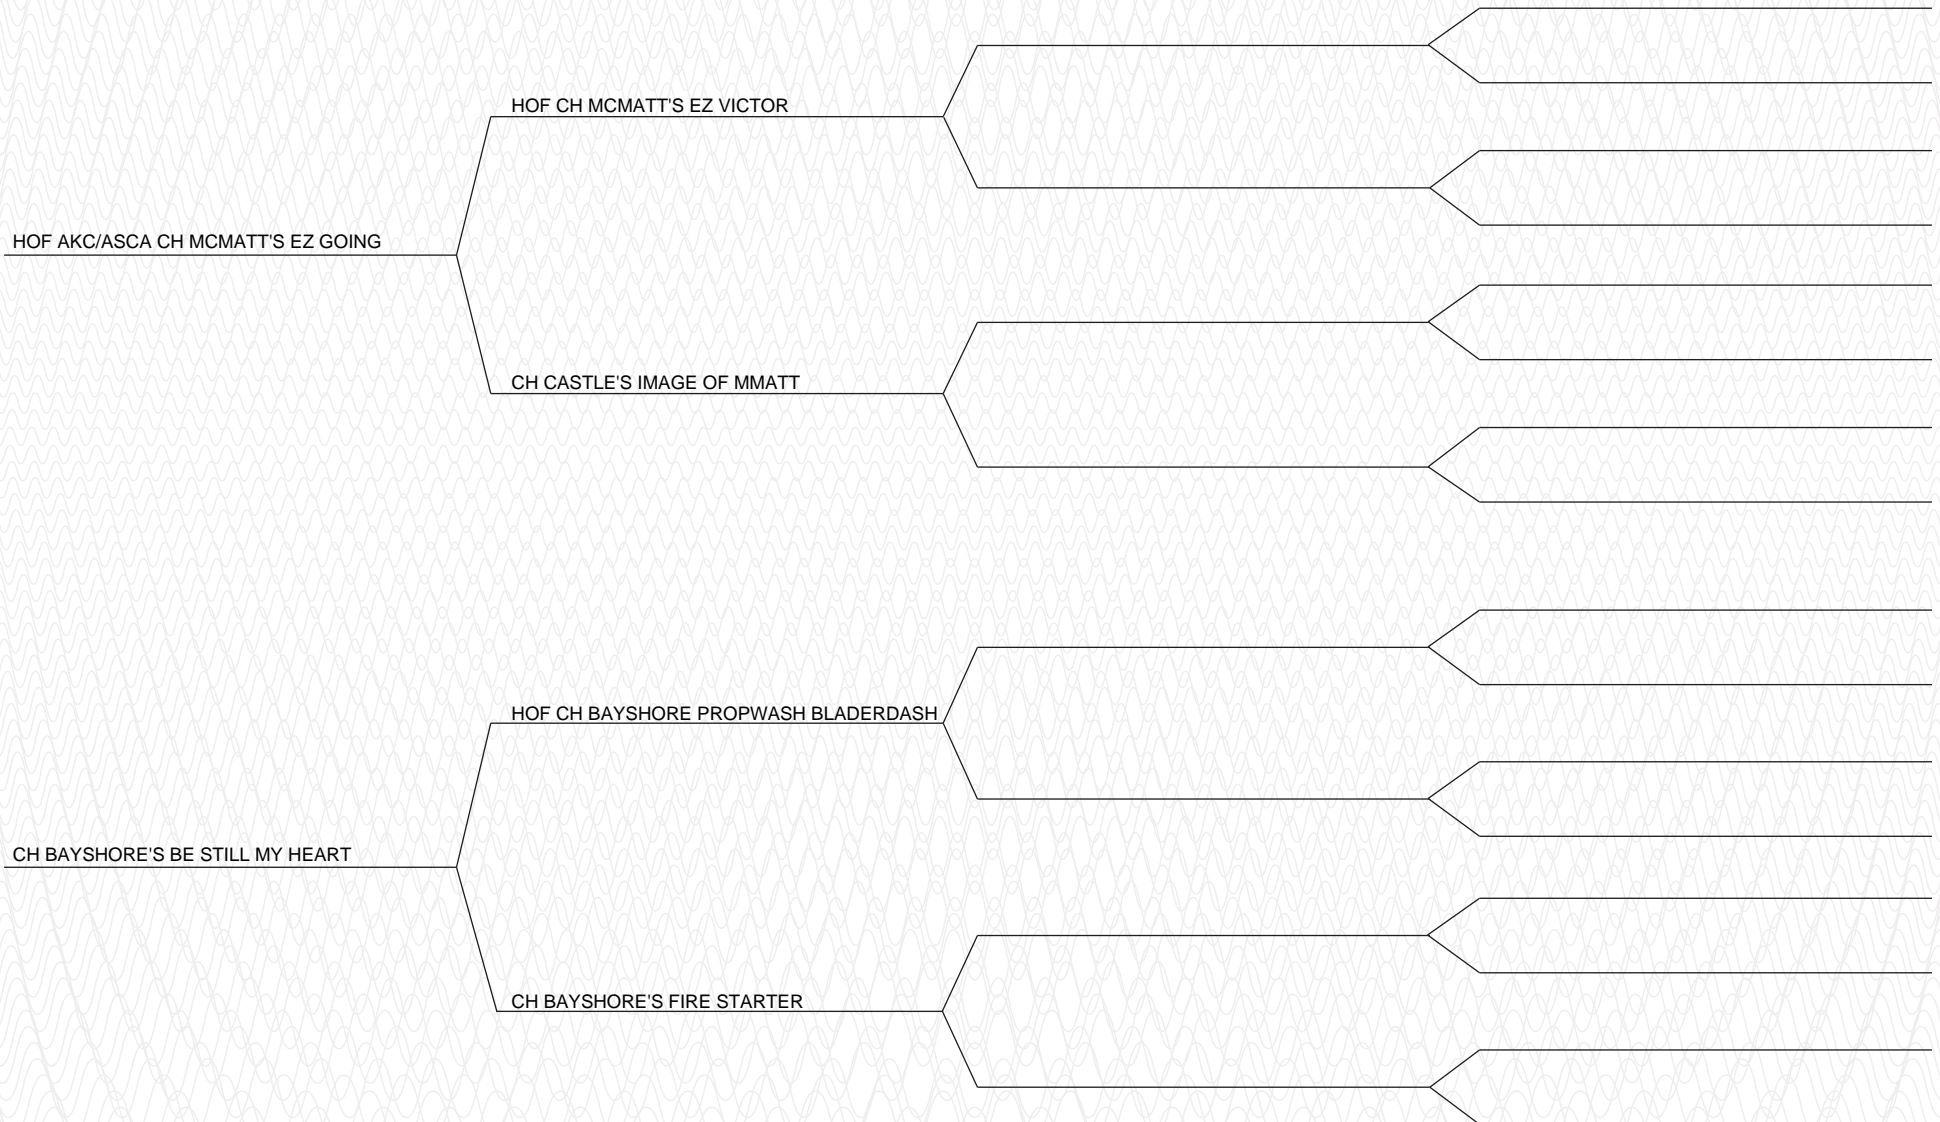 HOF CH MCMATT'S EZ VICTOR
HOF AKC/ASCA CH MCMATT'S EZ GOING
CH CASTLE'S IMAGE OF MMATT
HOF CH BAYSHORE PROPWASH BLADERDASH
CH BAYSHORE'S BE STILL MY HEART
CH BAYSHORE'S FIRE STARTER